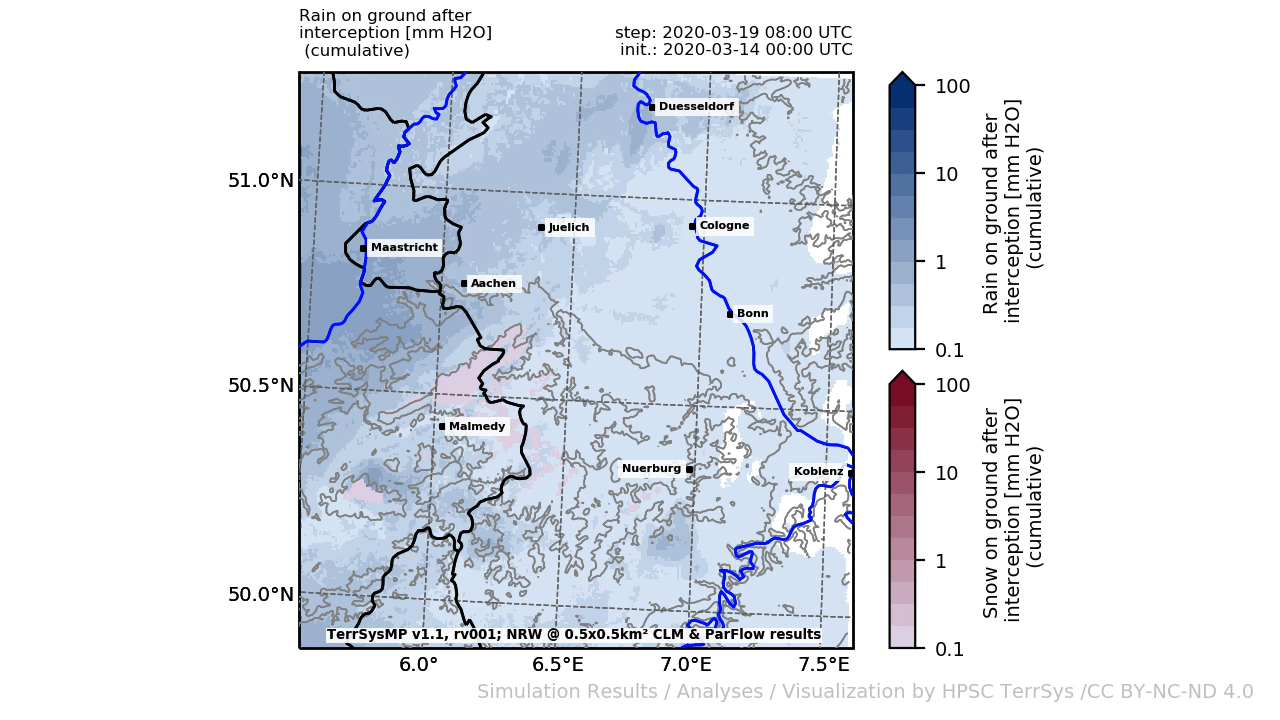 Rain on ground after
interception [mm H2O]
(cumulative)
step: 2020-03-19 08:00 UTC
init.: 2020-03-14 00:00 UTC
Duesseldorf
51.0°N
Juelich
Cologne
Maastricht
Aachen
Bonn
50.5°N
Malmedy
Nuerburg
Koblenz
50.0°N
TerrSysMP v1.1, rv001; NRW @ 0.5x0.5km² CLM & ParFlow results
6.0°
6.5°E
7.0°E
7.5°E
100
10
1
0.1
Rain on ground after
interception [mm H2O]
(cumulative)
100
10
1
0.1
Snow on ground after
interception [mm H2O]
(cumulative)
Simulation Results / Analyses / Visualization by HPSC TerrSys /CC BY-NC-ND 4.0